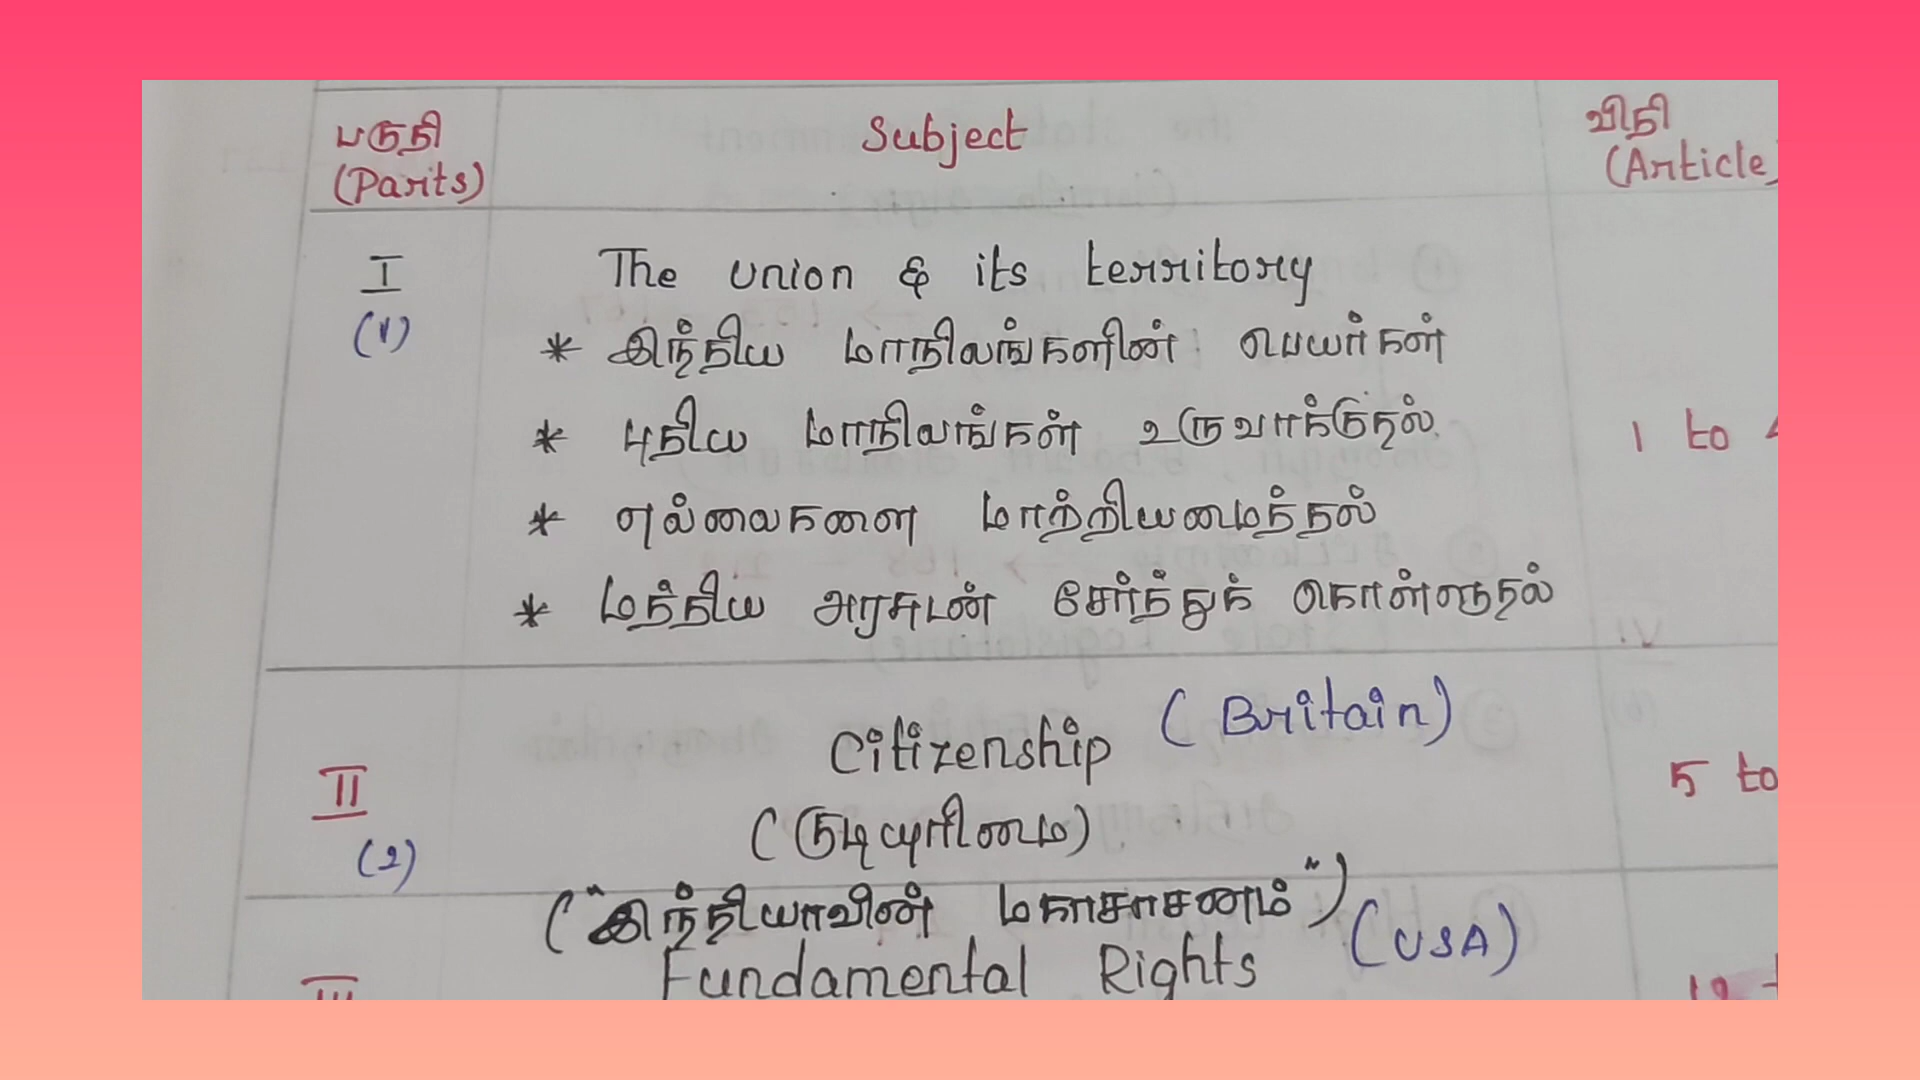 பகுதி Subject விதி
(Parts) (Article)
I The union & its territory
(1) * இந்திய மாநிலங்களின் பெயர்கள்
* புதிய மாநிலங்கள் உருவாக்குதல். 1 to 4
* எல்லைகளை மாற்றியமைத்தல்
* மத்திய அரசுடன் சேர்த்துக் கொள்ளுதல்
II Citizenship (Britain) 5 to
(2) (குடியுரிமை)
("இந்தியாவின் மகாசாசனம்") (USA)
III Fundamental Rights